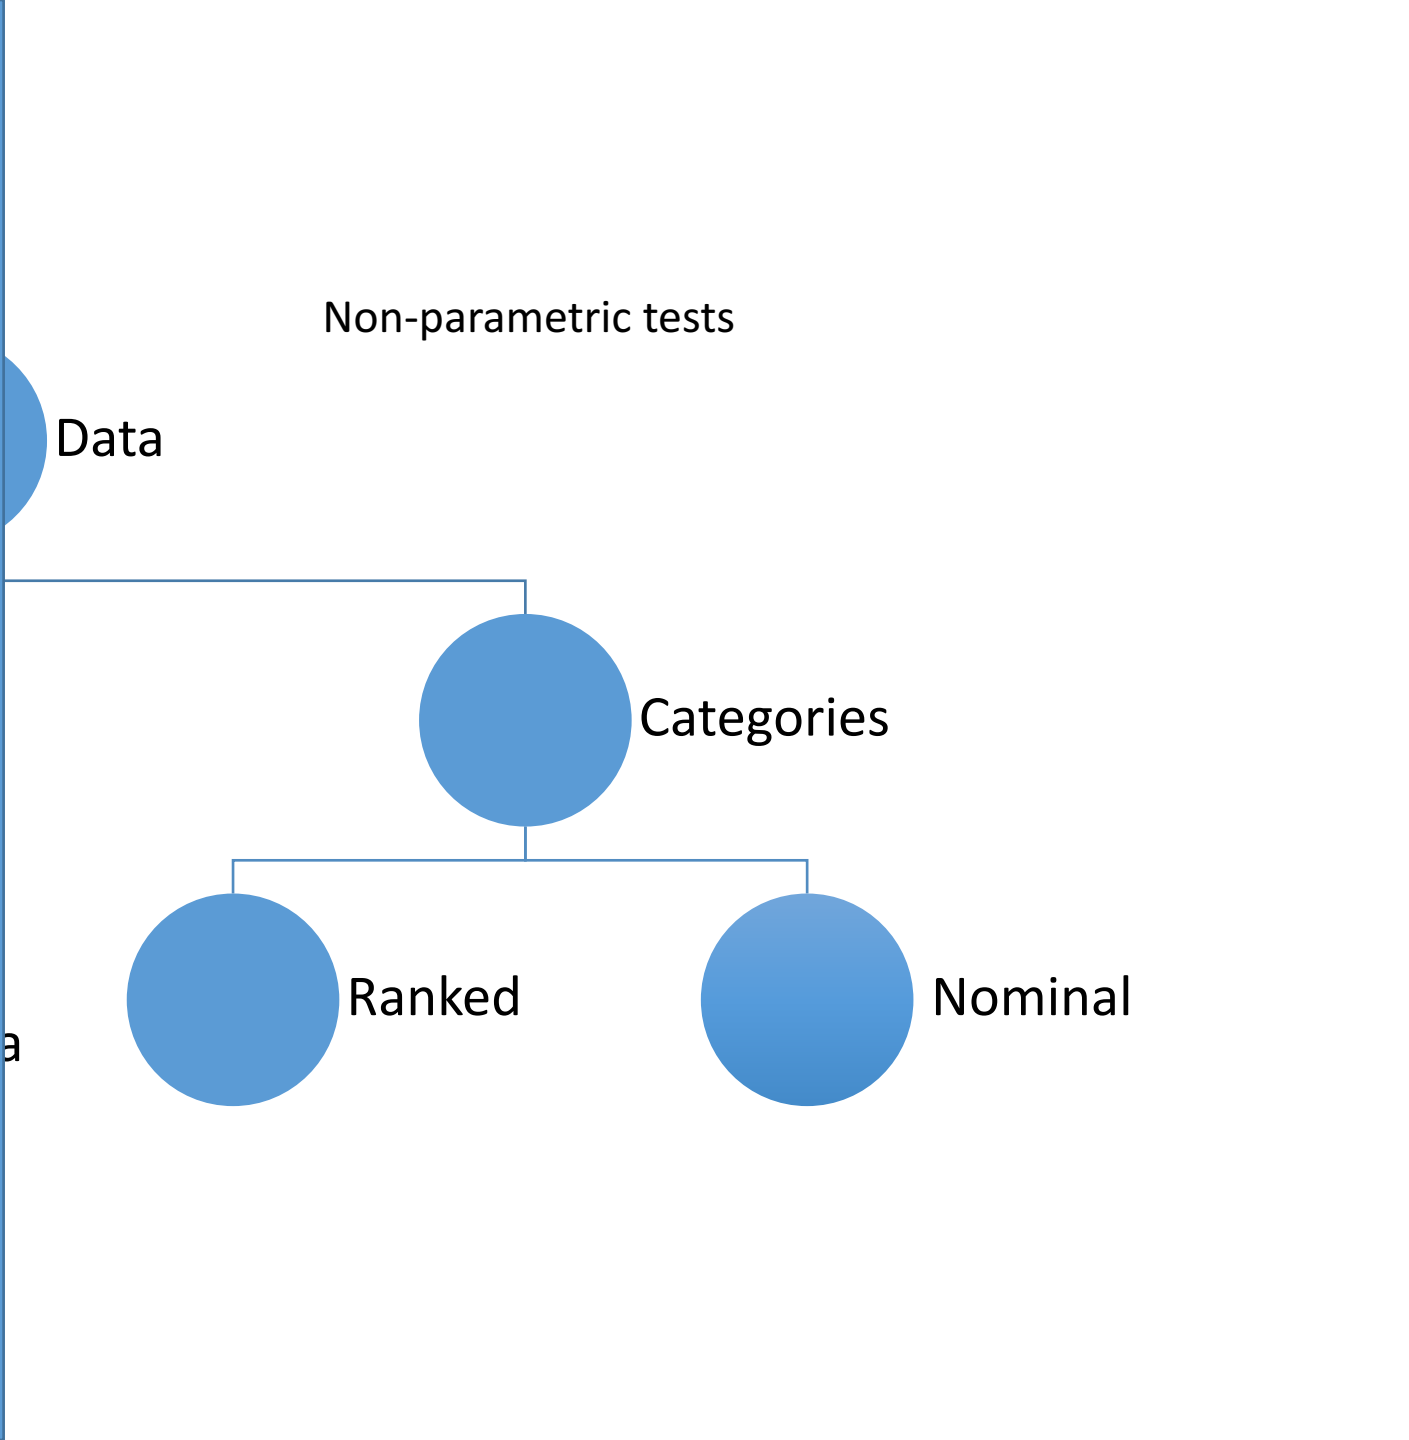 Non-parametric tests
Data
Categories
Ranked
Nominal